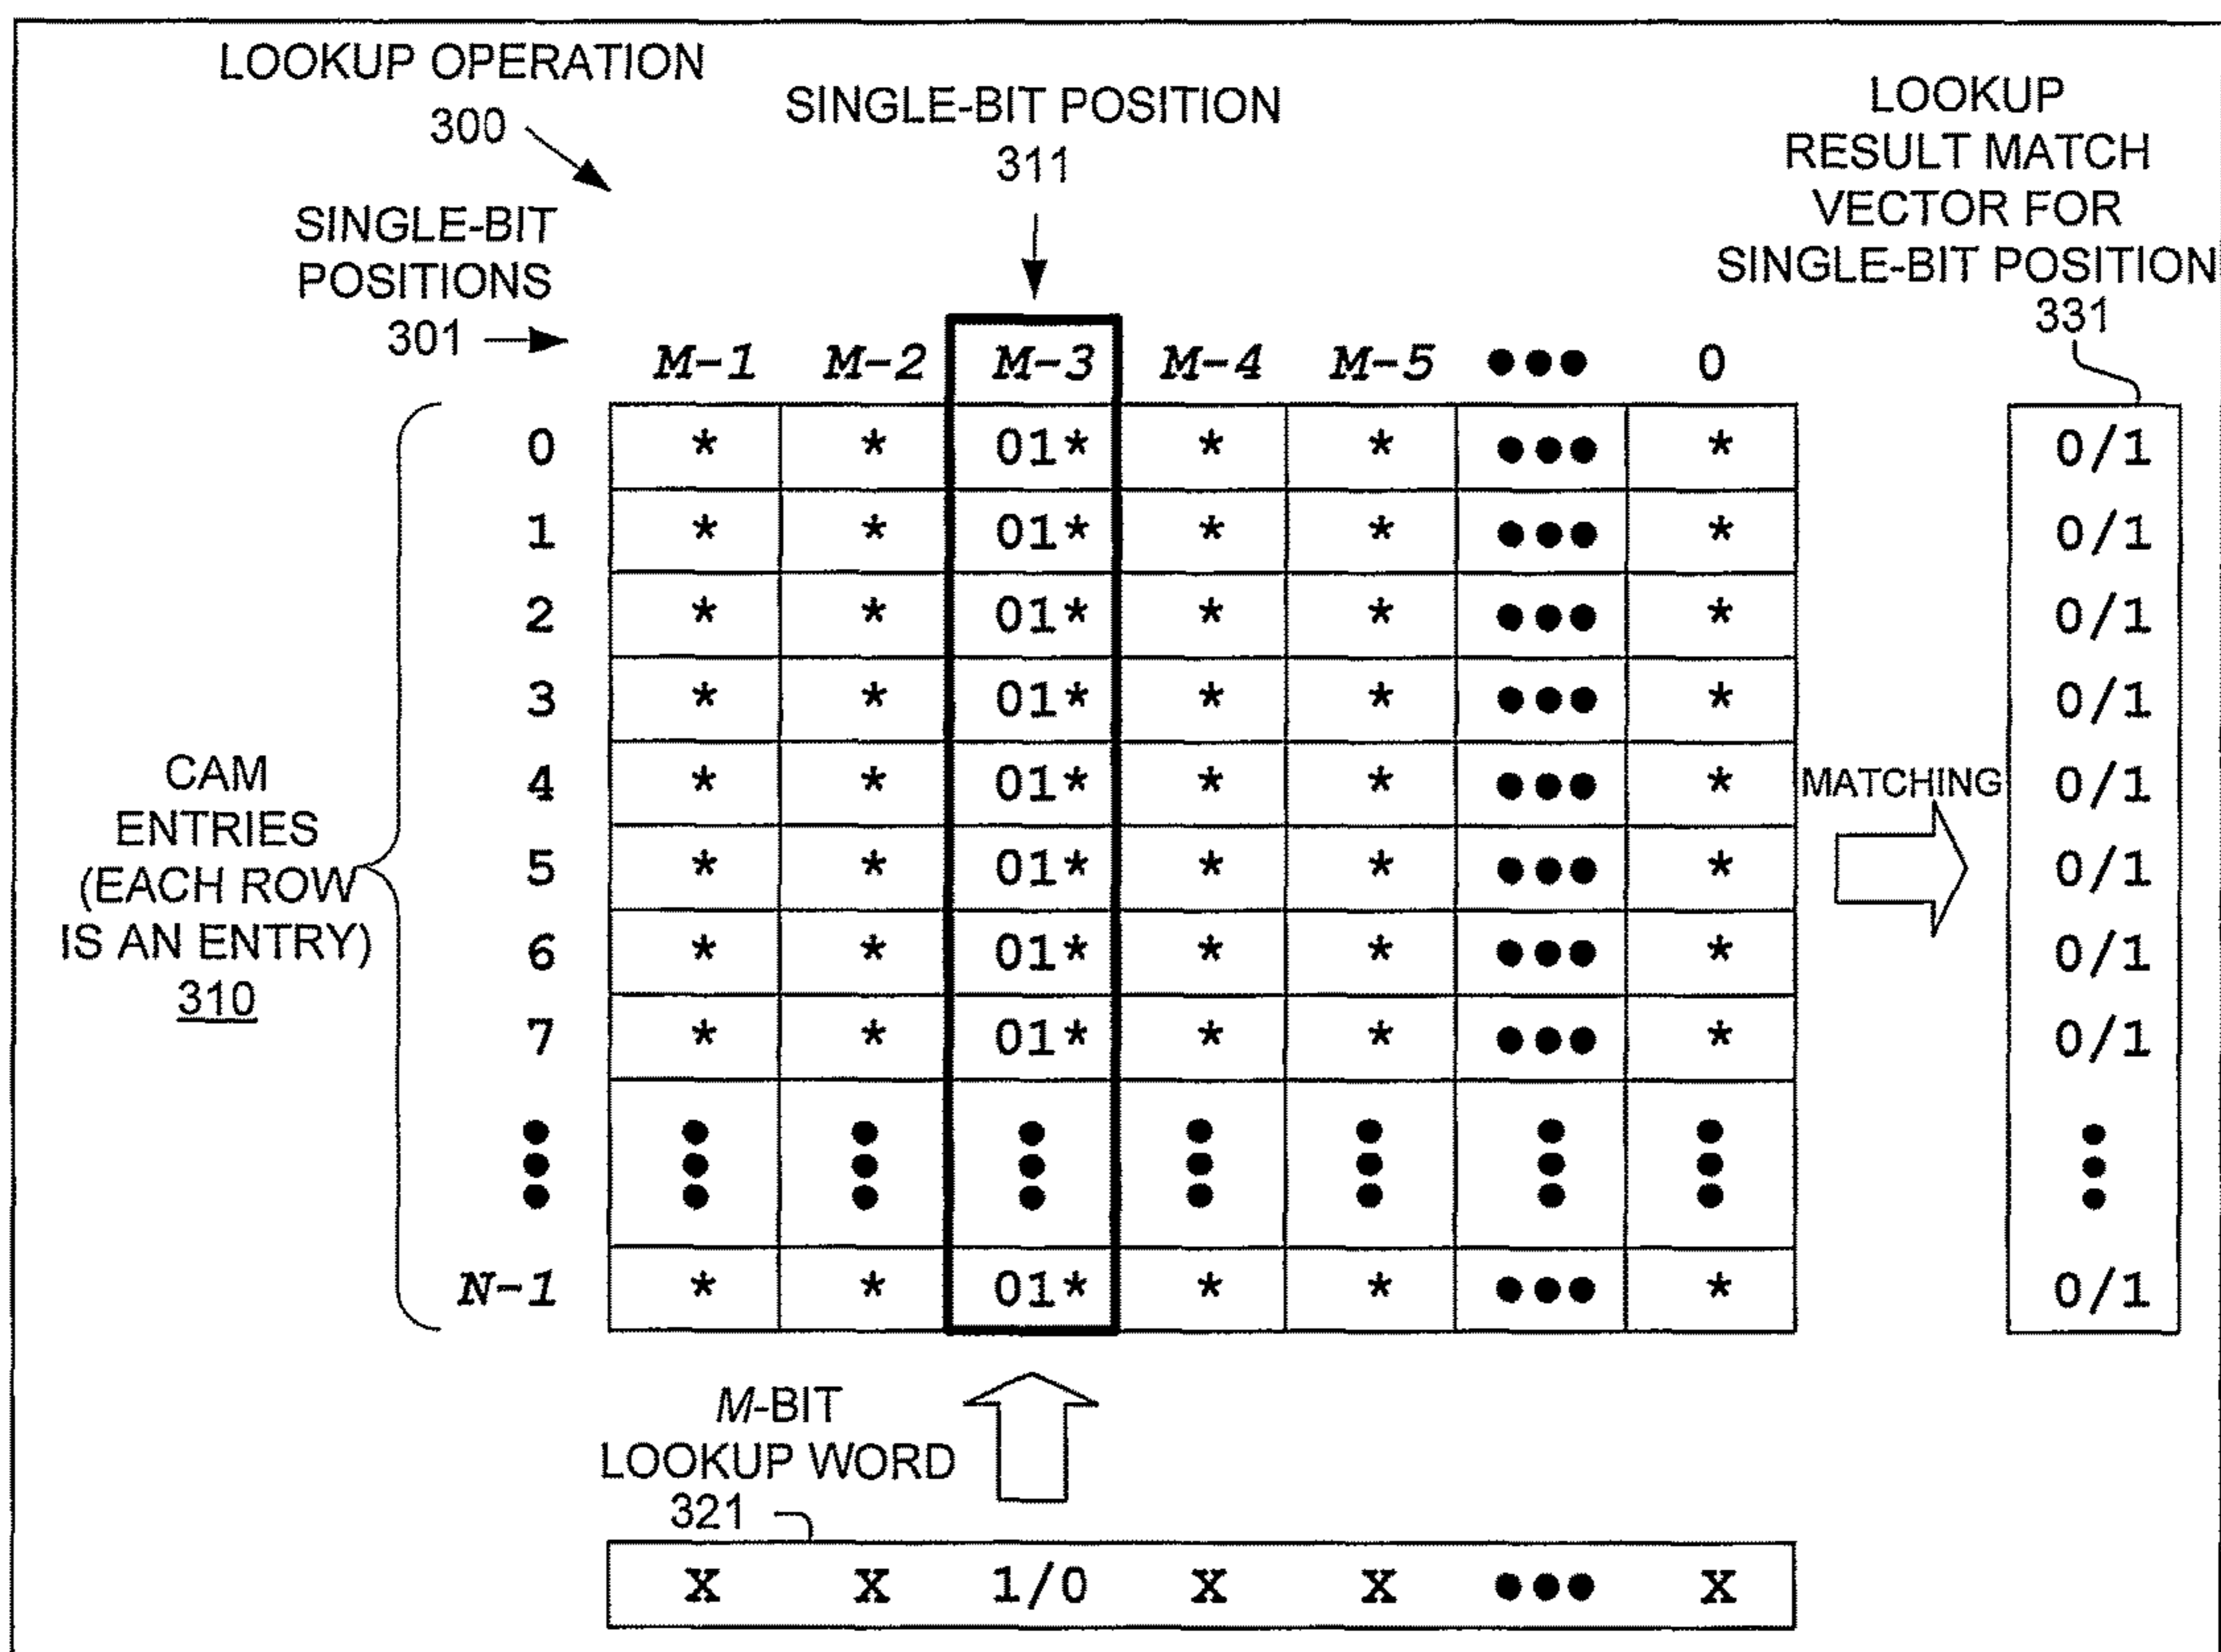 LOOKUP OPERATION
300
SINGLE-BIT POSITION
311
LOOKUP
RESULT MATCH
VECTOR FOR
SINGLE-BIT POSITION
331
SINGLE-BIT
POSITIONS
301
M-1 M-2 M-3 M-4 M-5 ●●● 0
0 * * 01* * * ●●● * 0/1
1 * * 01* * * ●●● * 0/1
2 * * 01* * * ●●● * 0/1
3 * * 01* * * ●●● * 0/1
4 * * 01* * * ●●● * 0/1
5 * * 01* * * ●●● * 0/1
6 * * 01* * * ●●● * 0/1
7 * * 01* * * ●●● * 0/1
N-1 * * 01* * * ●●● * 0/1
CAM
ENTRIES
(EACH ROW
IS AN ENTRY)
310
MATCHING
M-BIT
LOOKUP WORD
321
X X 1/0 X X ●●● X